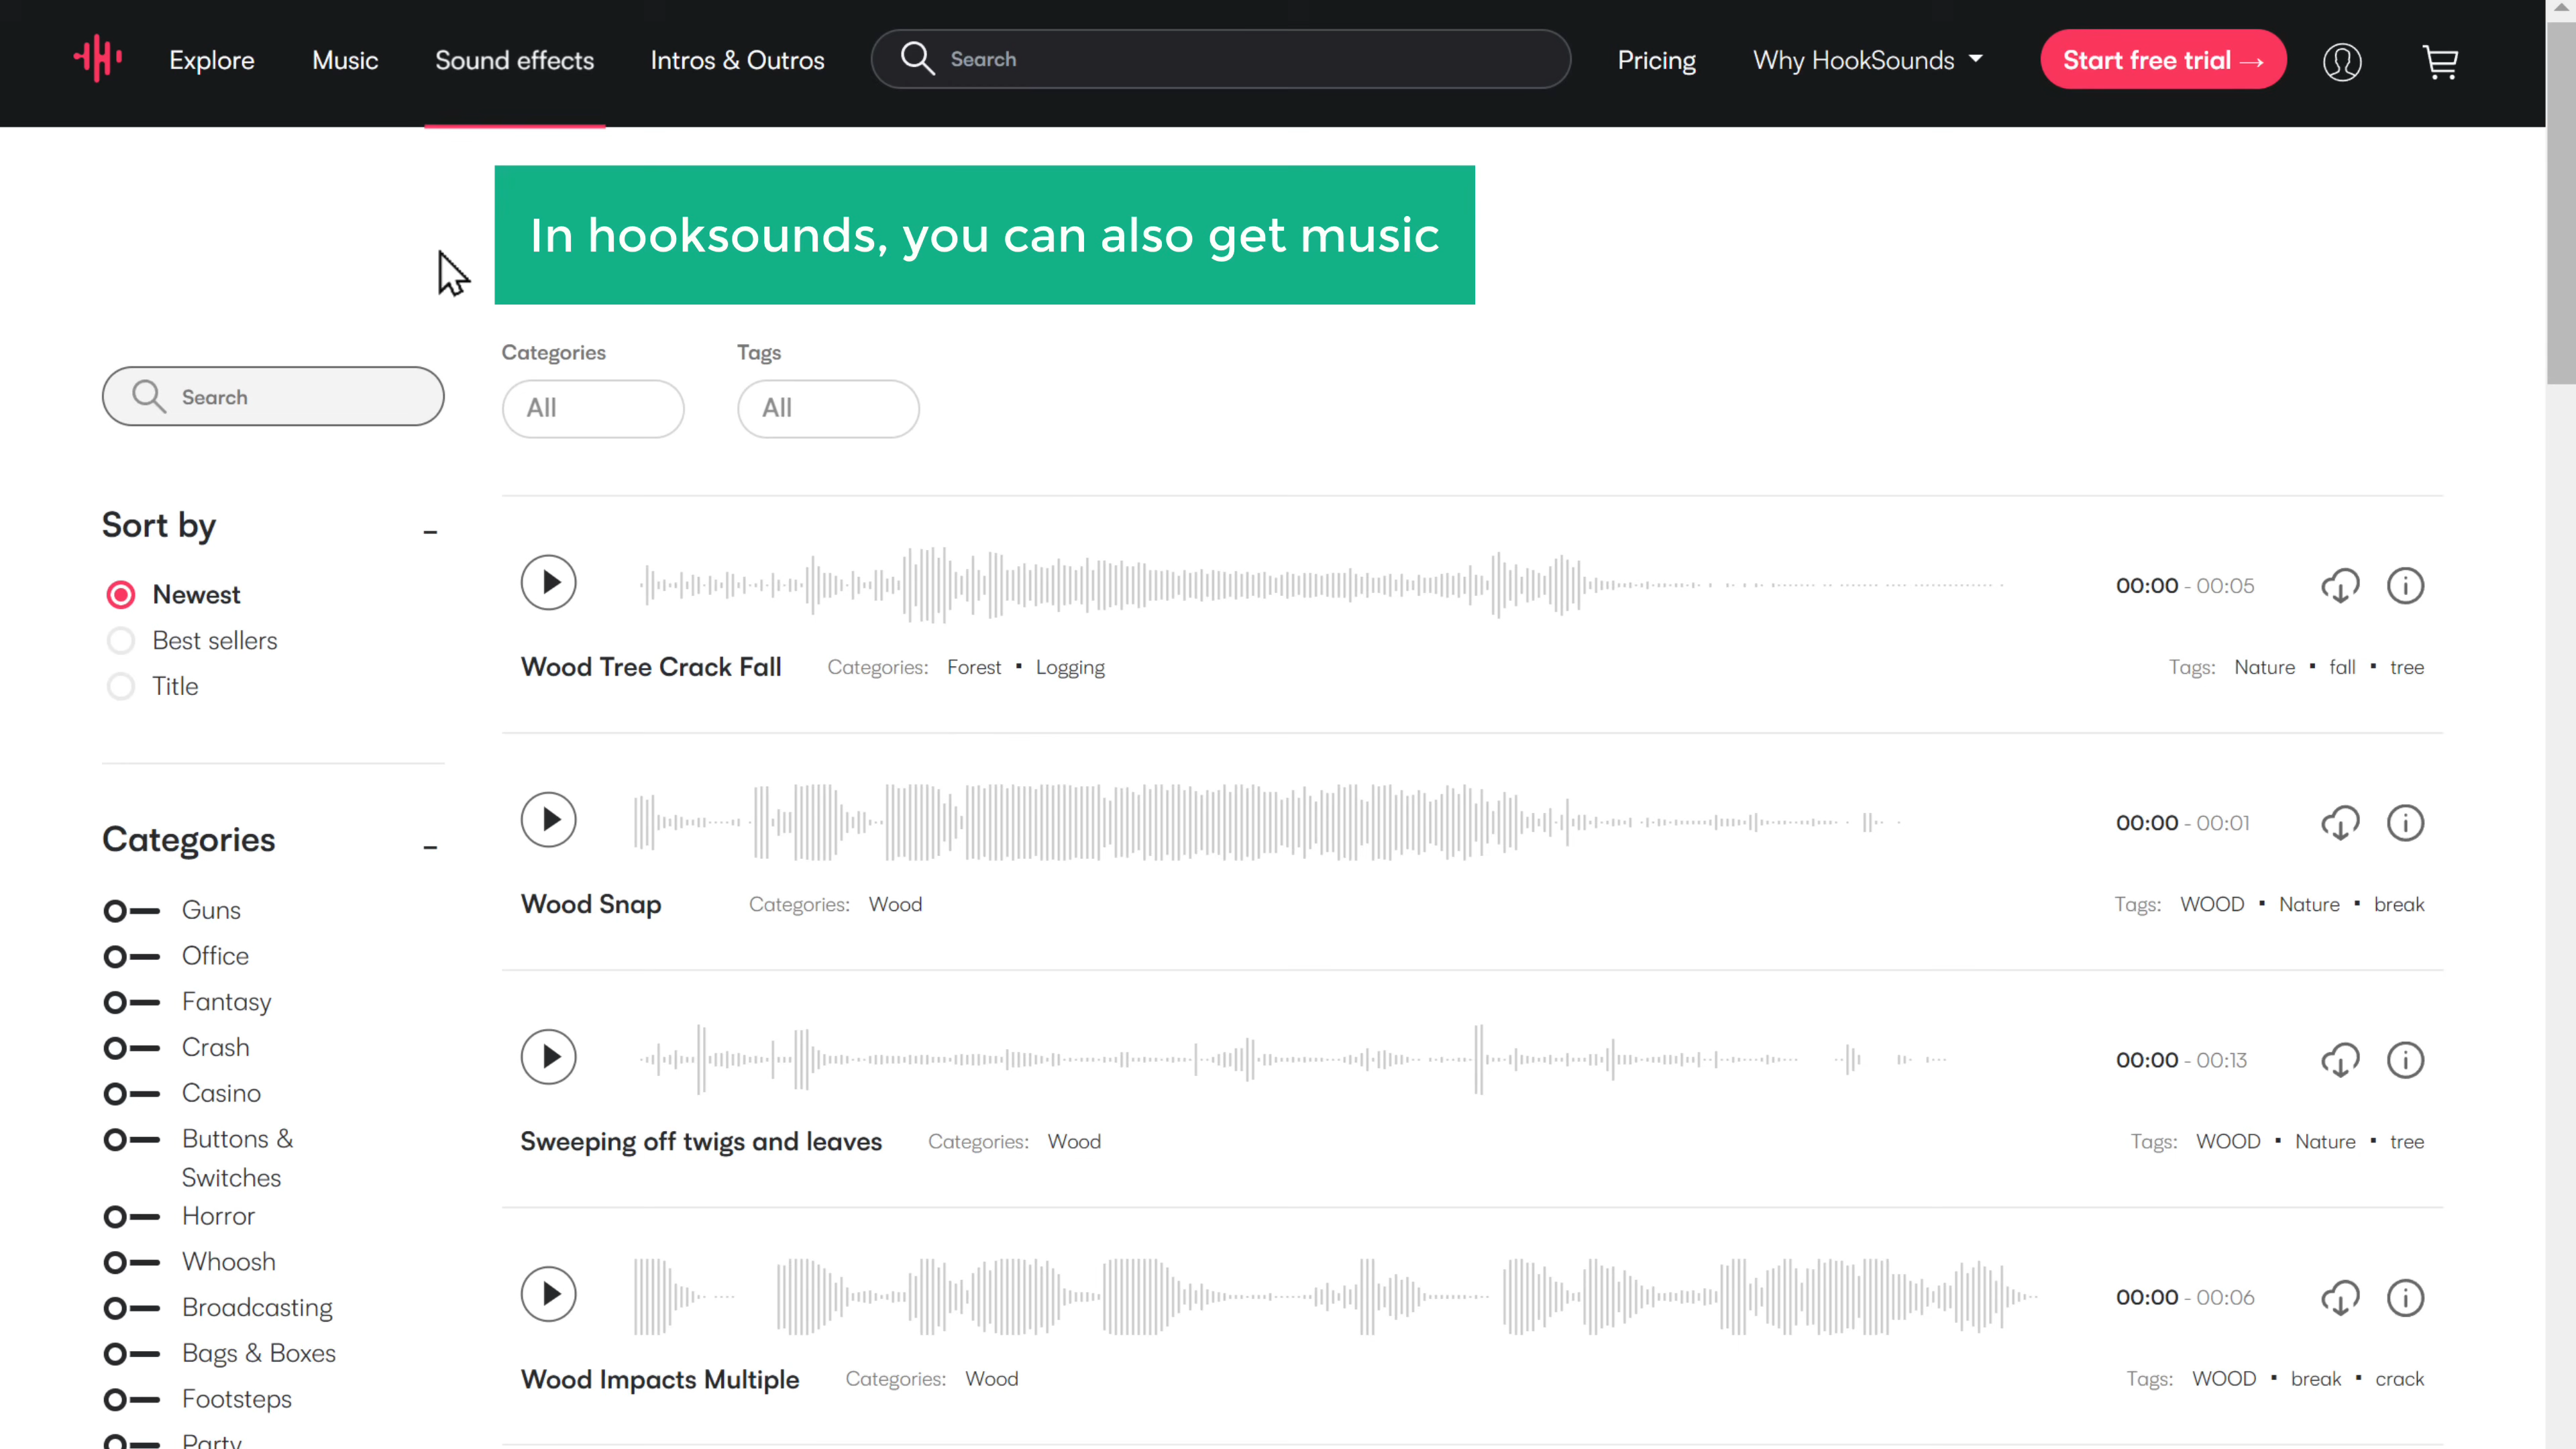 Explore Music Sound effects Intros & Outros Search Pricing Why HookSounds Start free trial →
In hooksounds, you can also get music
Categories Tags
All All
Search
Sort by -
Newest
Best sellers
Title
Categories -
Guns
Office
Fantasy
Crash
Casino
Buttons &
Switches
Horror
Whoosh
Broadcasting
Bags & Boxes
Footsteps
Party
00:00 - 00:05
Wood Tree Crack Fall Categories: Forest ▪ Logging Tags: Nature ▪ fall ▪ tree
00:00 - 00:01
Wood Snap Categories: Wood Tags: WOOD ▪ Nature ▪ break
00:00 - 00:13
Sweeping off twigs and leaves Categories: Wood Tags: WOOD ▪ Nature ▪ tree
00:00 - 00:06
Wood Impacts Multiple Categories: Wood Tags: WOOD ▪ break ▪ crack